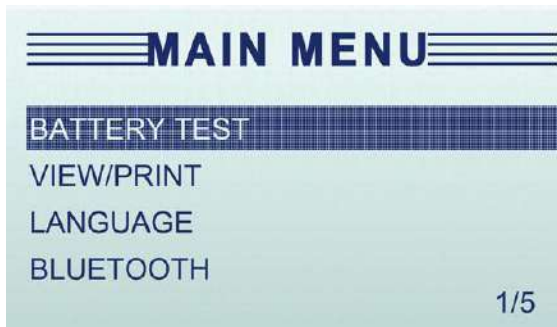 MAIN MENU
BATTERY TEST
VIEW/PRINT
LANGUAGE
BLUETOOTH
1/5